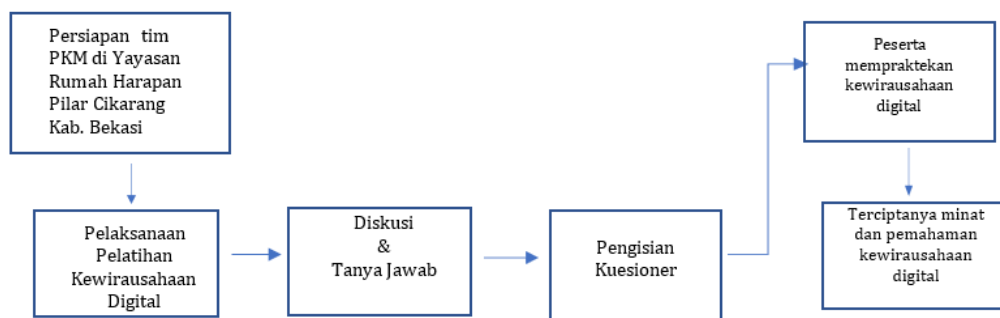 Persiapan tim
PKM di Yayasan
Rumah Harapan
Pilar Cikarang
Kab. Bekasi
Pelaksanaan
Pelatihan
Kewirausahaan
Digital
Diskusi
&
Tanya Jawab
Pengisian
Kuesioner
Peserta
mempraktekan
kewirausahaan
digital
Terciptanya minat
dan pemahaman
kewirausahaan
digital